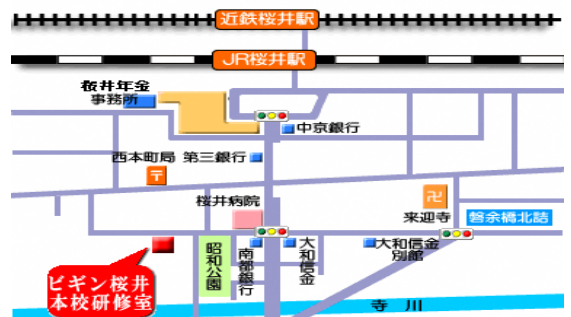 近鉄桜井駅
JR桜井駅
桜井年金
事務所
中京銀行
西本町局
第三銀行
桜井病院
来迎寺
磐余橋北詰
昭和公園
南都銀行
大和信金
大和信金
別館
ビギン桜井
本校研修室
寺川